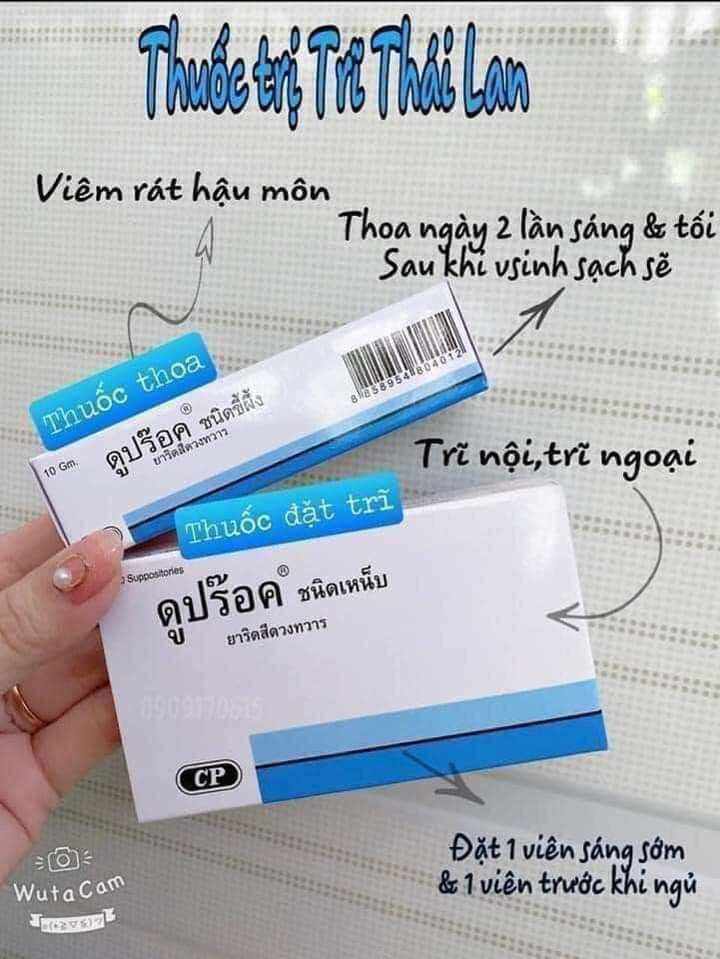 Thuốc trị Trĩ Thái Lan
Viêm rát hậu môn
Thoa ngày 2 lần sáng & tối
Sau khi vsinh sạch sẽ
Thuốc thoa
8 858954 804012
10 Gm.
ดูปร๊อค® ชนิดขี้ผึ้ง
ยาริดสีดวงทวาร
Trĩ nội,trĩ ngoại
Thuốc đặt trĩ
Suppositories
ดูปร๊อค® ชนิดเหน็บ
ยาริดสีดวงทวาร
0909170615
CP
Đặt 1 viên sáng sớm
& 1 viên trước khi ngủ
WutaCam